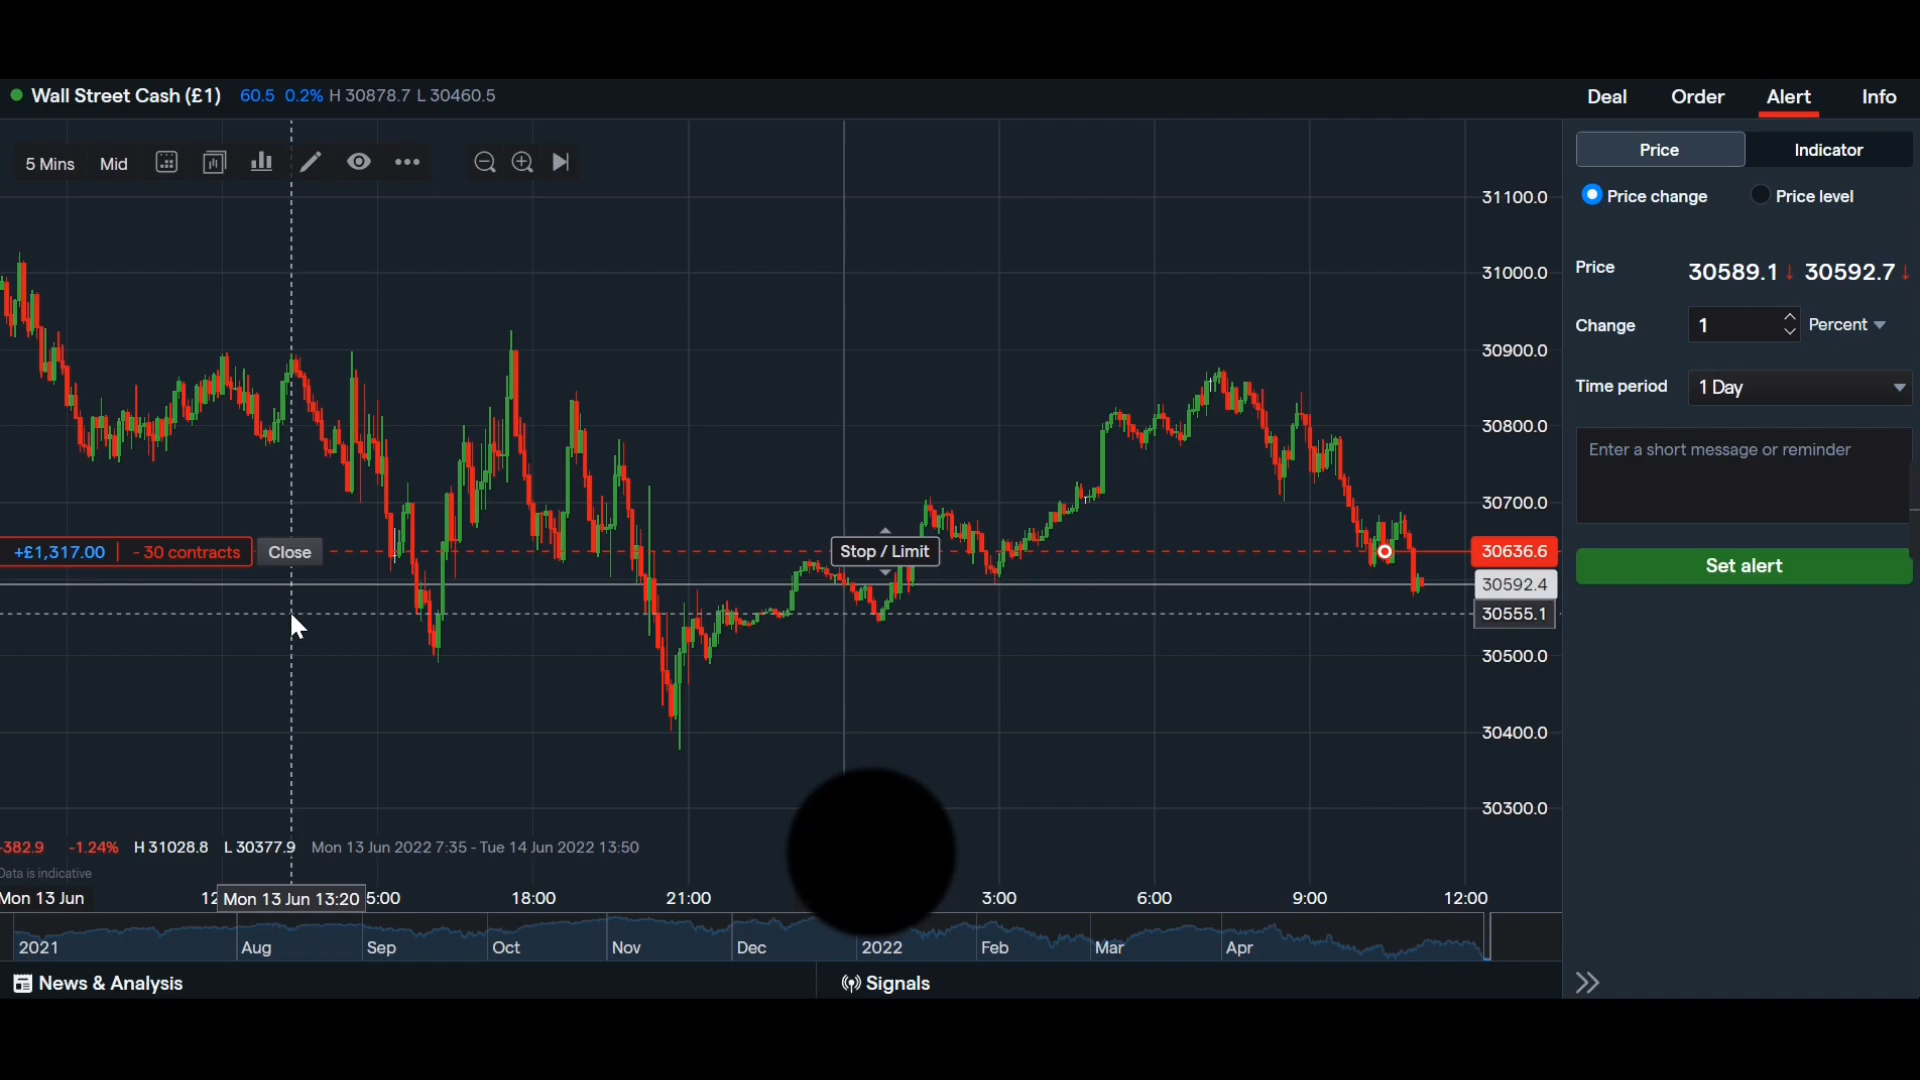 Wall Street Cash (£1) 60.5 0.2% H 30878.7 L 30460.5
Deal Order Alert Info
5 Mins Mid
Price Indicator
Price change Price level
31100.0
31000.0
30900.0
30800.0
30700.0
30636.6
30592.4
30555.1
30500.0
30400.0
30300.0
Price 30589.1 ↓ 30592.7 ↓
Change 1 Percent
Time period 1 Day
Enter a short message or reminder
Set alert
+£1,317.00 | - 30 contracts Close
Stop / Limit
-382.9 -1.24% H 31028.8 L 30377.9 Mon 13 Jun 2022 7:35 - Tue 14 Jun 2022 13:50
Data is indicative
Mon 13 Jun 12 Mon 13 Jun 13:20 5:00 18:00 21:00 3:00 6:00 9:00 12:00
2021 Aug Sep Oct Nov Dec 2022 Feb Mar Apr
News & Analysis Signals